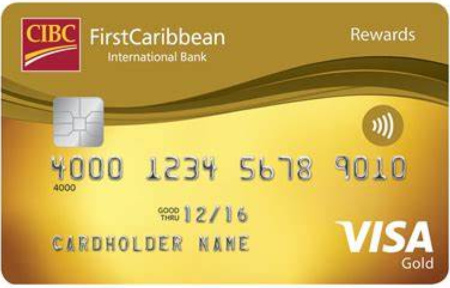 CIBC FirstCaribbean Rewards
International Bank
4000 1234 5678 9010
4000
GOOD THRU 12/16
CARDHOLDER NAME
VISA
Gold